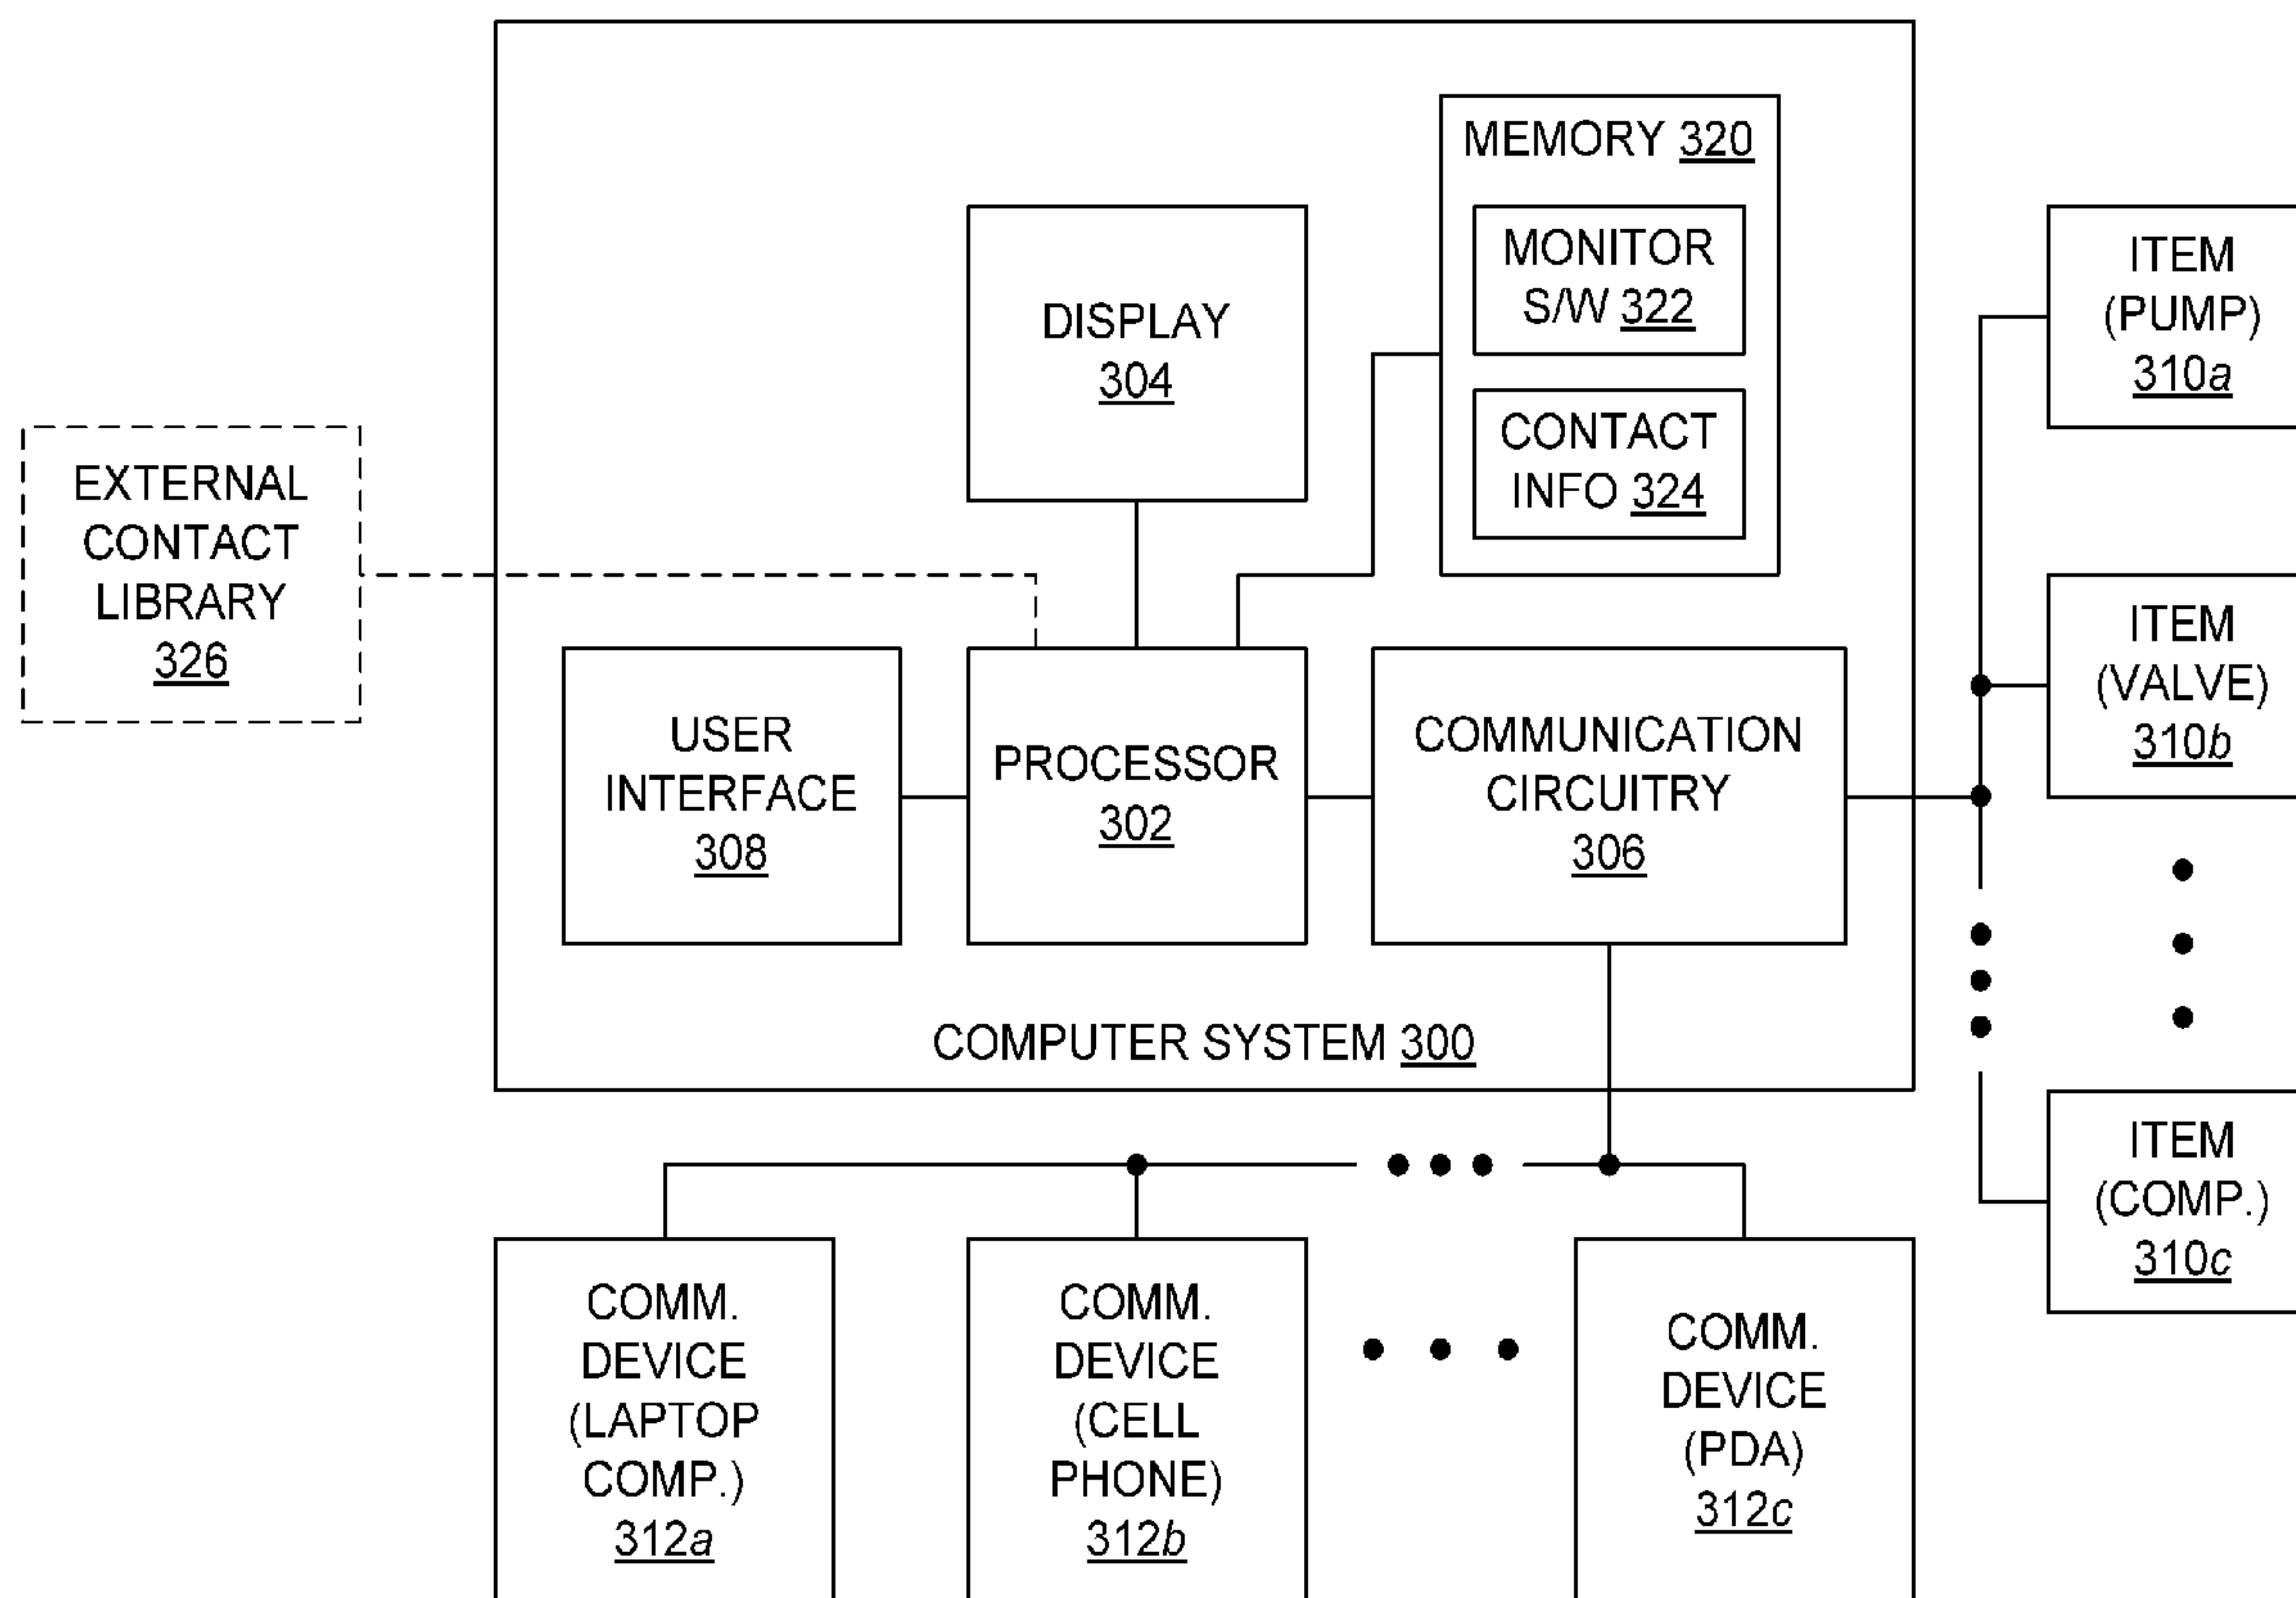 MEMORY 320
MONITOR
S/W 322
CONTACT
INFO 324
DISPLAY
304
EXTERNAL
CONTACT
LIBRARY
326
USER
INTERFACE
308
PROCESSOR
302
COMMUNICATION
CIRCUITRY
306
COMPUTER SYSTEM 300
ITEM
(PUMP)
310a
ITEM
(VALVE)
310b
ITEM
(COMP.)
310c
COMM.
DEVICE
(LAPTOP
COMP.)
312a
COMM.
DEVICE
(CELL
PHONE)
312b
COMM.
DEVICE
(PDA)
312c